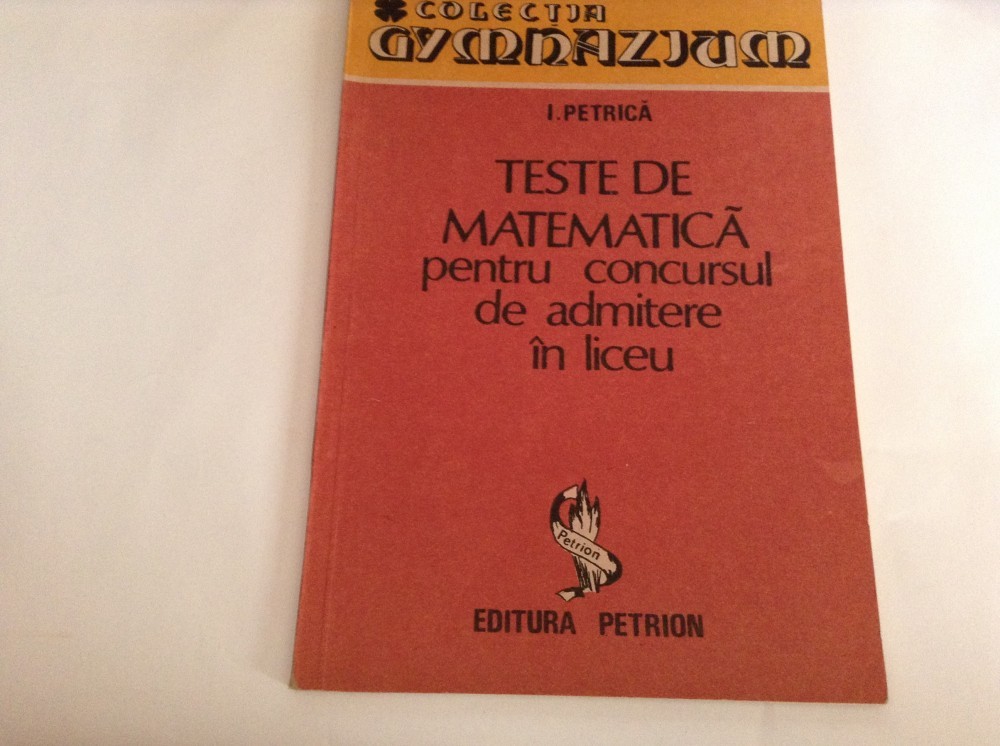 COLECȚIA
GYMNAZIUM
I. PETRICĂ
TESTE DE
MATEMATICĂ
pentru concursul
de admitere
în liceu
Petrion
EDITURA PETRION